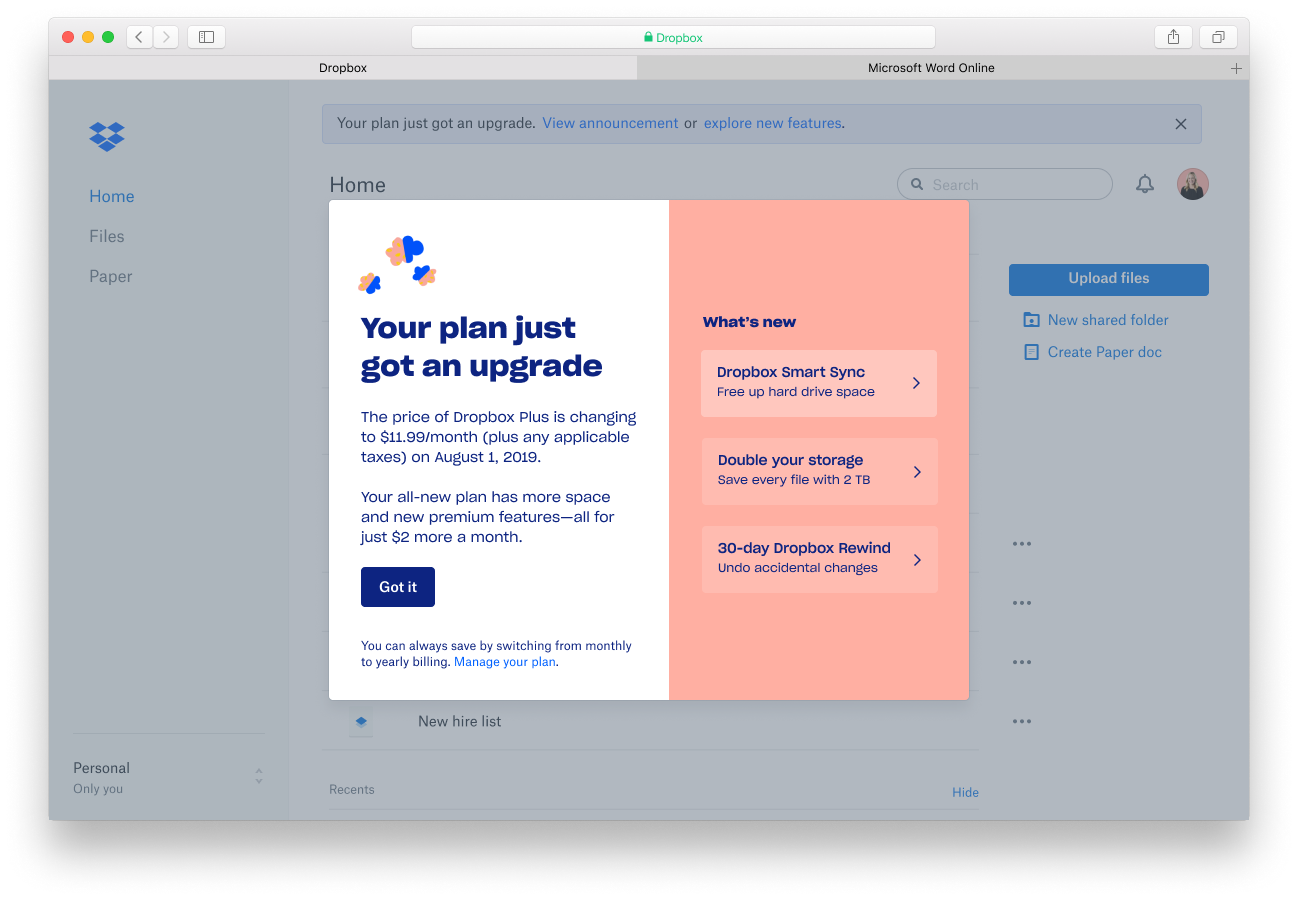 Dropbox
Dropbox
Microsoft Word Online
Your plan just got an upgrade. View announcement or explore new features.
Home
Files
Paper
Home
Search
Upload files
New shared folder
Create Paper doc
Your plan just
got an upgrade
The price of Dropbox Plus is changing
to $11.99/month (plus any applicable
taxes) on August 1, 2019.
Your all-new plan has more space
and new premium features—all for
just $2 more a month.
Got it
You can always save by switching from monthly
to yearly billing. Manage your plan.
What’s new
Dropbox Smart Sync
Free up hard drive space
Double your storage
Save every file with 2 TB
30-day Dropbox Rewind
Undo accidental changes
New hire list
Recents
Hide
Personal
Only you